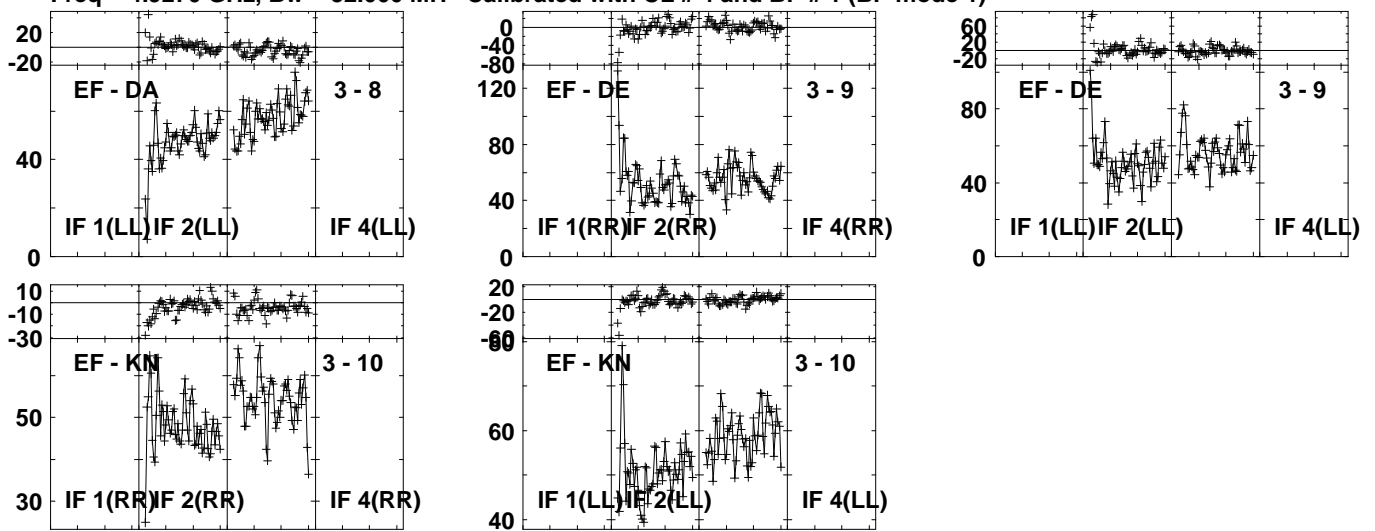 20
-20
EF - DA
3 - 8
40
IF 1(LL)
IF 2(LL)
IF 4(LL)
0
0
-40
-80
120
EF - DE
3 - 9
80
40
IF 1(RR)
IF 2(RR)
IF 4(RR)
0
60
20
-20
EF - DE
3 - 9
80
40
IF 1(LL)
IF 2(LL)
IF 4(LL)
0
10
-10
-30
EF - KN
3 - 10
50
30
IF 1(RR)
IF 2(RR)
IF 4(RR)
20
-20
-60
80
EF - KN
3 - 10
60
40
IF 1(LL)
IF 2(LL)
IF 4(LL)